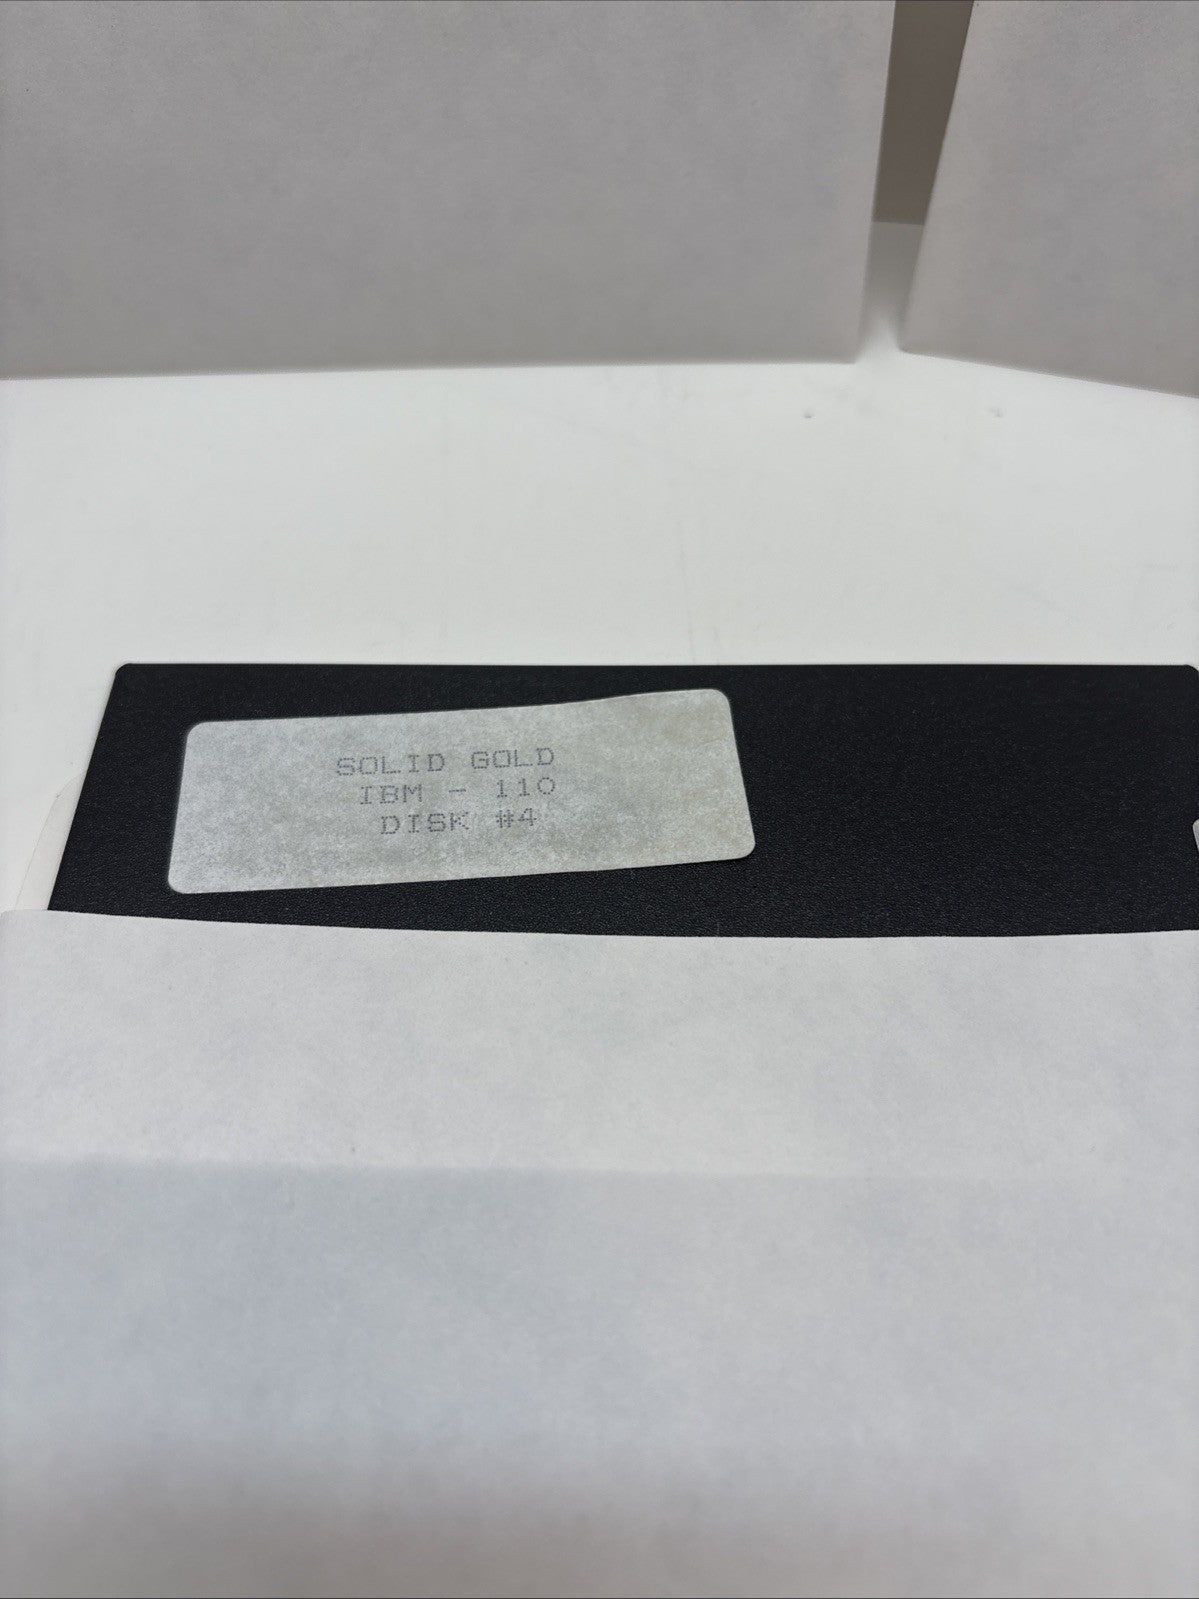 SOLID GOLD
IBM - 110
DISK #4